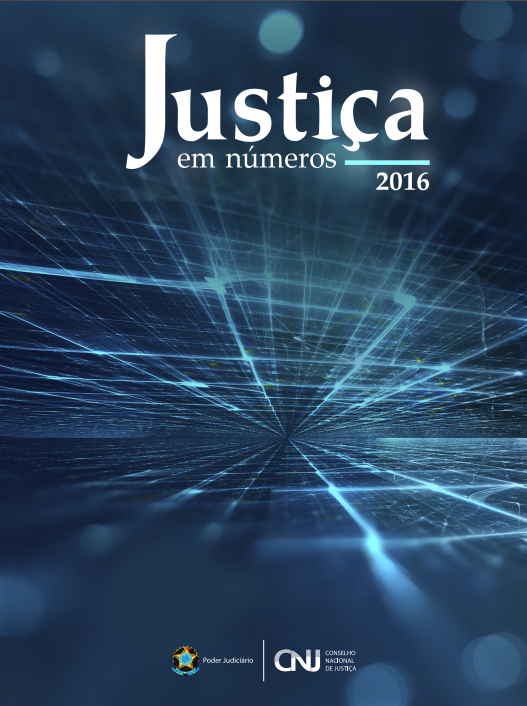 Justiça
em números
2016
Poder Judiciário
CNJ
CONSELHO
NACIONAL
DE JUSTIÇA